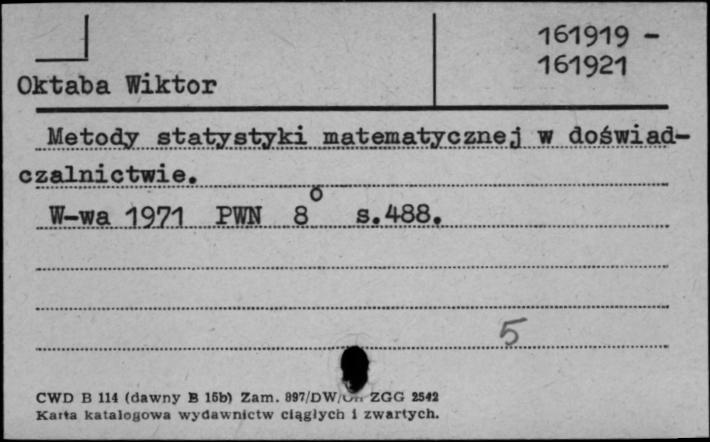 161919 -
161921
Oktaba Wiktor
Metody statystyki matematycznej w doświad-
czalnictwie.
W-wa 1971 PWN 8° s.488.
5
CWD B 114 (dawny B 15b) Zam. 897/DW/ ZGG 2542
Karta katalogowa wydawnictw ciągłych i zwartych.